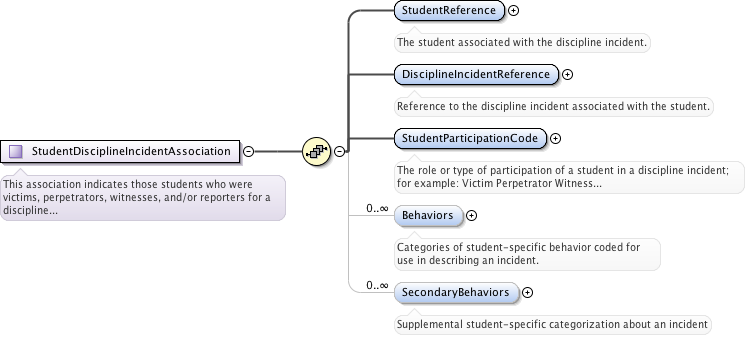 StudentReference
The student associated with the discipline incident.
DisciplineIncidentReference
Reference to the discipline incident associated with the student.
StudentDisciplineIncidentAssociation
This association indicates those students who were
victims, perpetrators, witnesses, and/or reporters for a
discipline...
StudentParticipationCode
The role or type of participation of a student in a discipline incident;
for example: Victim Perpetrator Witness...
0..∞
Behaviors
Categories of student-specific behavior coded for
use in describing an incident.
0..∞
SecondaryBehaviors
Supplemental student-specific categorization about an incident